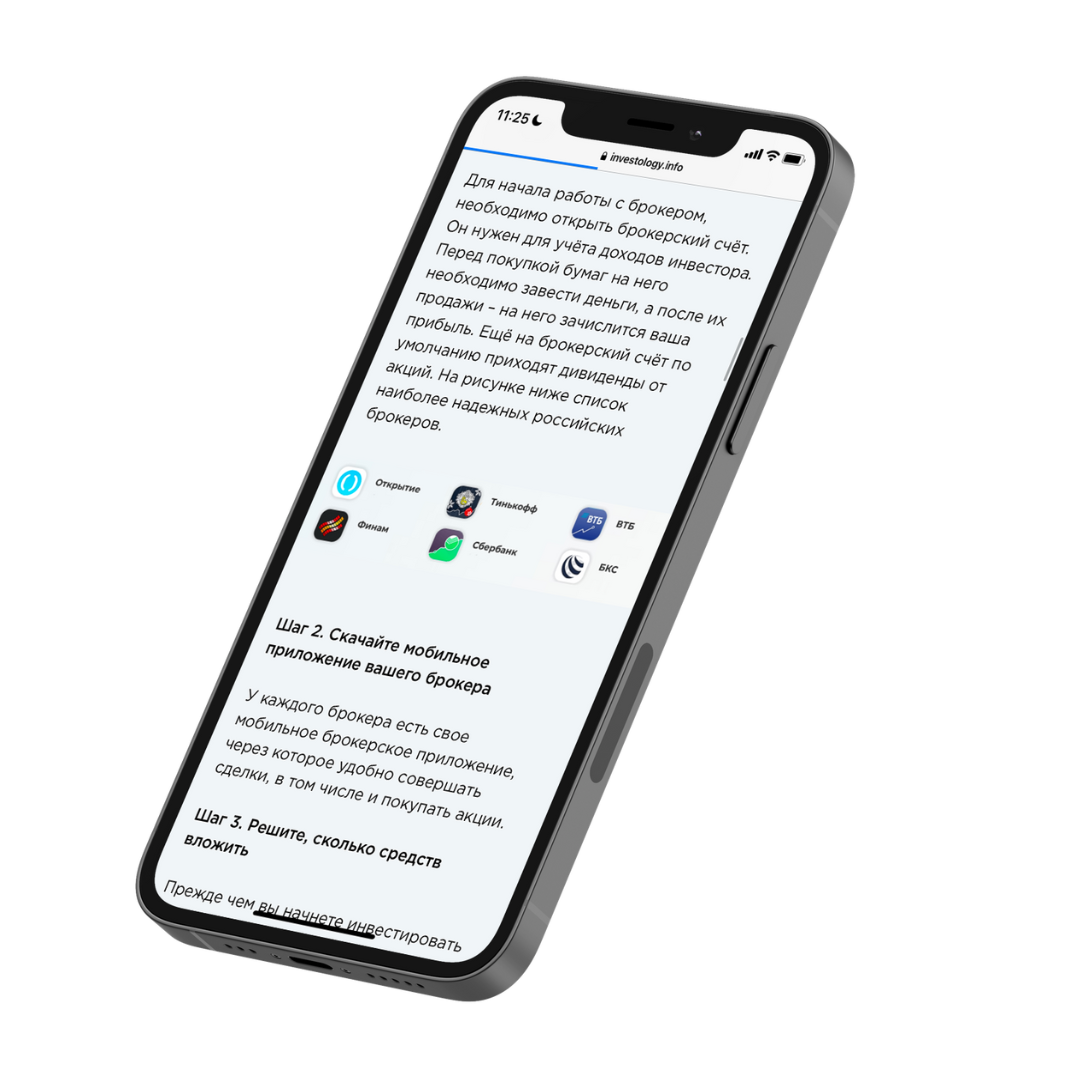 11:25
investology.info
Для начала работы с брокером,
необходимо открыть брокерский счёт.
Он нужен для учёта доходов инвестора.
Перед покупкой бумаг на него
необходимо завести деньги, а после их
продажи – на него зачислится ваша
прибыль. Ещё на брокерский счёт по
умолчанию приходят дивиденды от
акций. На рисунке ниже список
наиболее надежных российских
брокеров.
Открытие
Тинькофф
ВТБ
ВТБ
Финам
Сбербанк
БКС
Шаг 2. Скачайте мобильное
приложение вашего брокера
У каждого брокера есть свое
мобильное брокерское приложение,
через которое удобно совершать
сделки, в том числе и покупать акции.
Шаг 3. Решите, сколько средств
вложить
Прежде чем вы начнете инвестировать